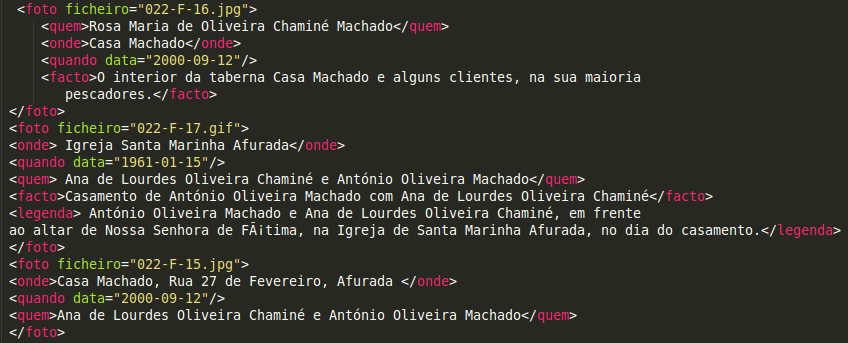 <foto ficheiro="022-F-16.jpg">
<quem>Rosa Maria de Oliveira Chaminé Machado</quem>
<onde>Casa Machado</onde>
<quando data="2000-09-12"/>
<facto>O interior da taberna Casa Machado e alguns clientes, na sua maioria
pescadores.</facto>
</foto>
<foto ficheiro="022-F-17.gif">
<onde> Igreja Santa Marinha Afurada</onde>
<quando data="1961-01-15"/>
<quem> Ana de Lourdes Oliveira Chaminé e António Oliveira Machado</quem>
<facto>Casamento de António Oliveira Machado com Ana de Lourdes Oliveira Chaminé</facto>
<legenda> António Oliveira Machado e Ana de Lourdes Oliveira Chaminé, em frente
ao altar de Nossa Senhora de FÃ¡tima, na Igreja de Santa Marinha Afurada, no dia do casamento.</legenda>
</foto>
<foto ficheiro="022-F-15.jpg">
<onde>Casa Machado, Rua 27 de Fevereiro, Afurada </onde>
<quando data="2000-09-12"/>
<quem>Ana de Lourdes Oliveira Chaminé e António Oliveira Machado</quem>
</foto>